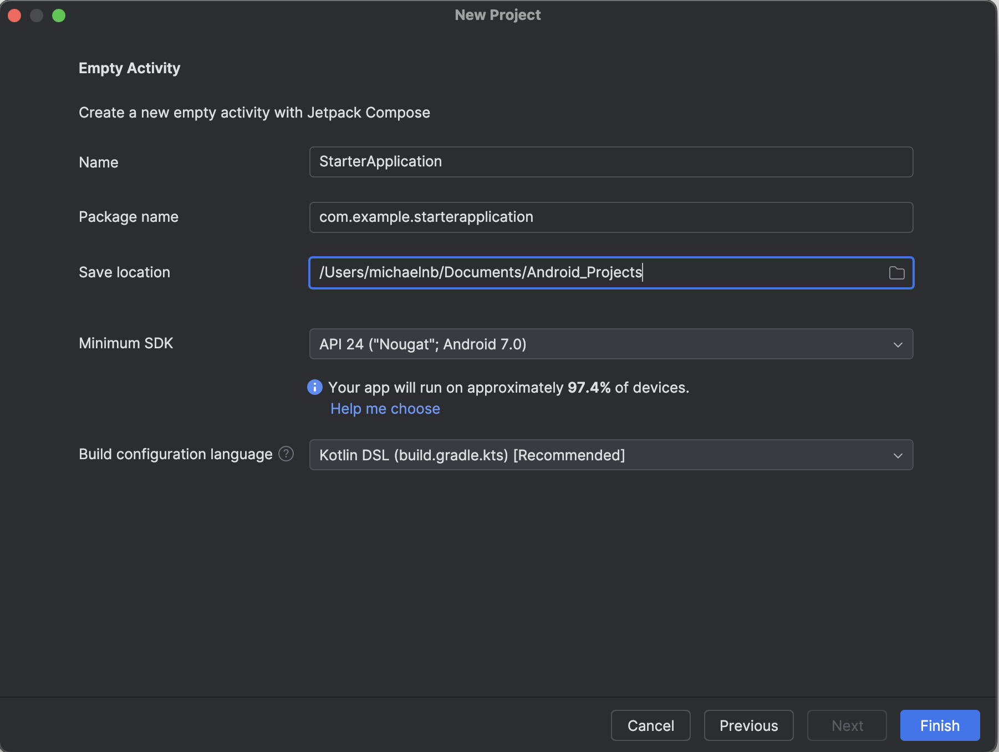 New Project
Empty Activity
Create a new empty activity with Jetpack Compose
Name
StarterApplication
Package name
com.example.starterapplication
Save location
/Users/michaelnb/Documents/Android_Projects
Minimum SDK
API 24 ("Nougat"; Android 7.0)
Your app will run on approximately 97.4% of devices.
Help me choose
Build configuration language ?
Kotlin DSL (build.gradle.kts) [Recommended]
Cancel
Previous
Next
Finish